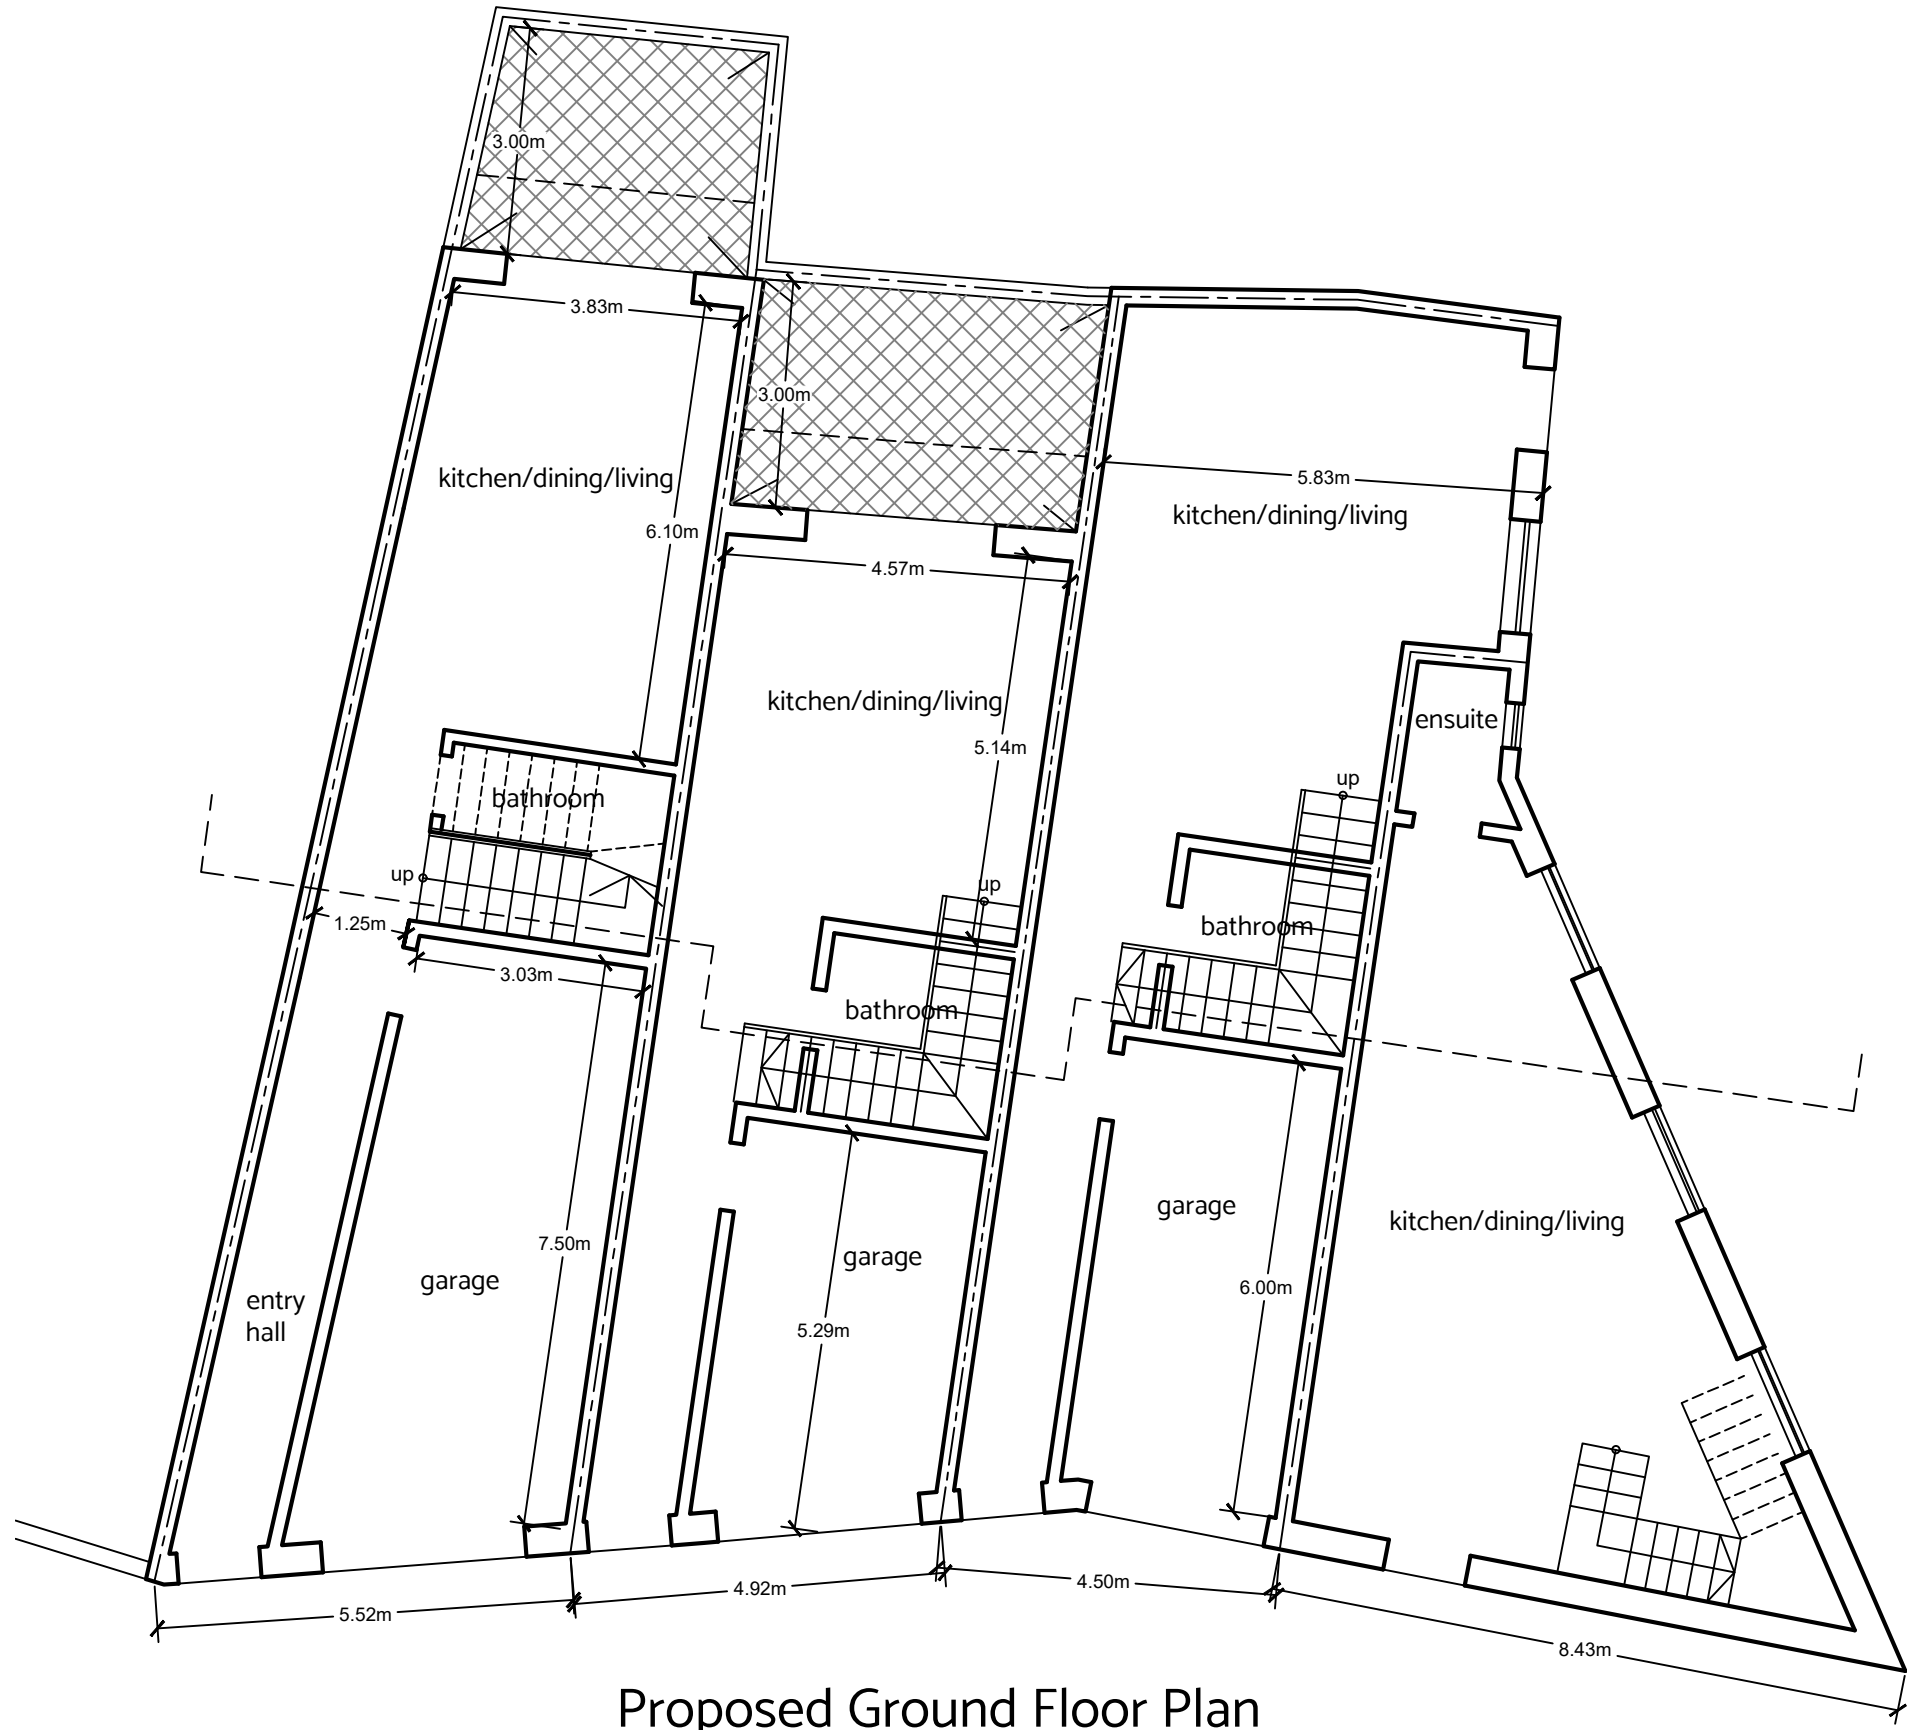 3.00m
3.83m
3.00m
kitchen/dining/living
5.83m
kitchen/dining/living
6.10m
4.57m
kitchen/dining/living
ensuite
5.14m
up
bathroom
up
up
1.25m
bathroom
3.03m
bathroom
garage
kitchen/dining/living
7.50m
garage
garage
6.00m
entry
hall
5.29m
4.50m
4.92m
5.52m
8.43m
Proposed Ground Floor Plan